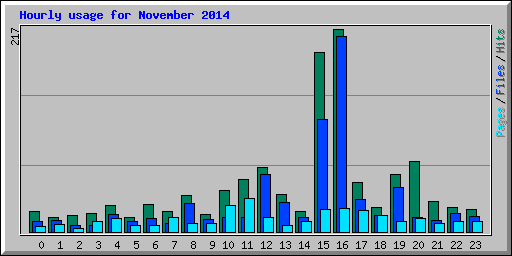 Hourly usage for November 2014
217
Pages/Files/Hits
0 1 2 3 4 5 6 7 8 9 10 11 12 13 14 15 16 17 18 19 20 21 22 23